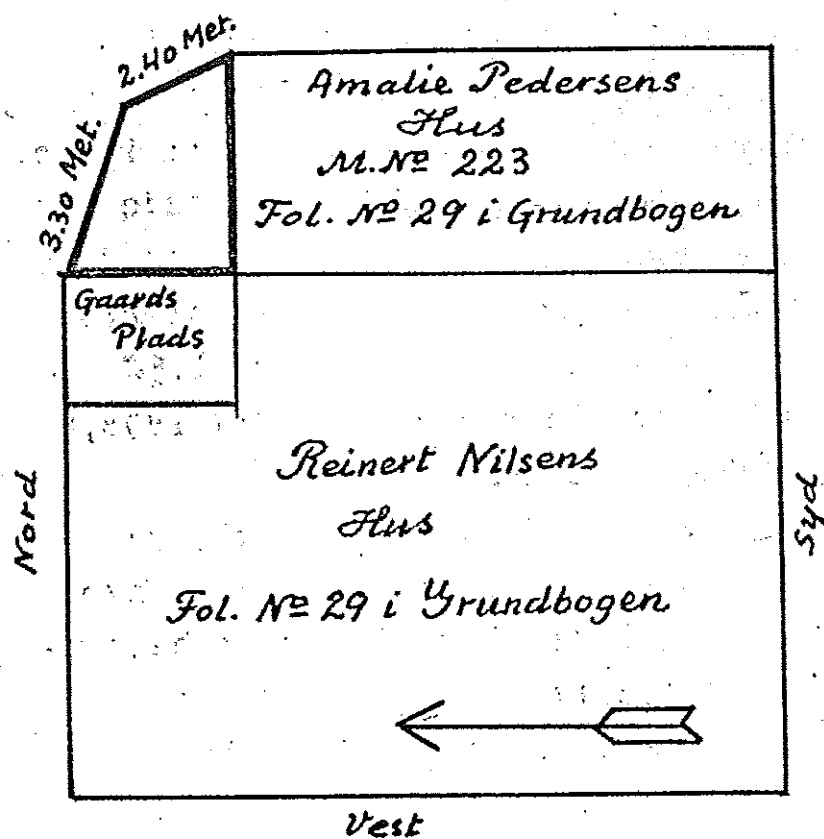 2.40 Met.
3.30 Met.
Amalie Pedersens
Hus
M. Nº 223
Fol. Nº 29 i Grundbogen
Gaards
Plads
Nord
Syd
Reinert Nilsens
Hus
Fol. Nº 29 i Grundbogen
Vest